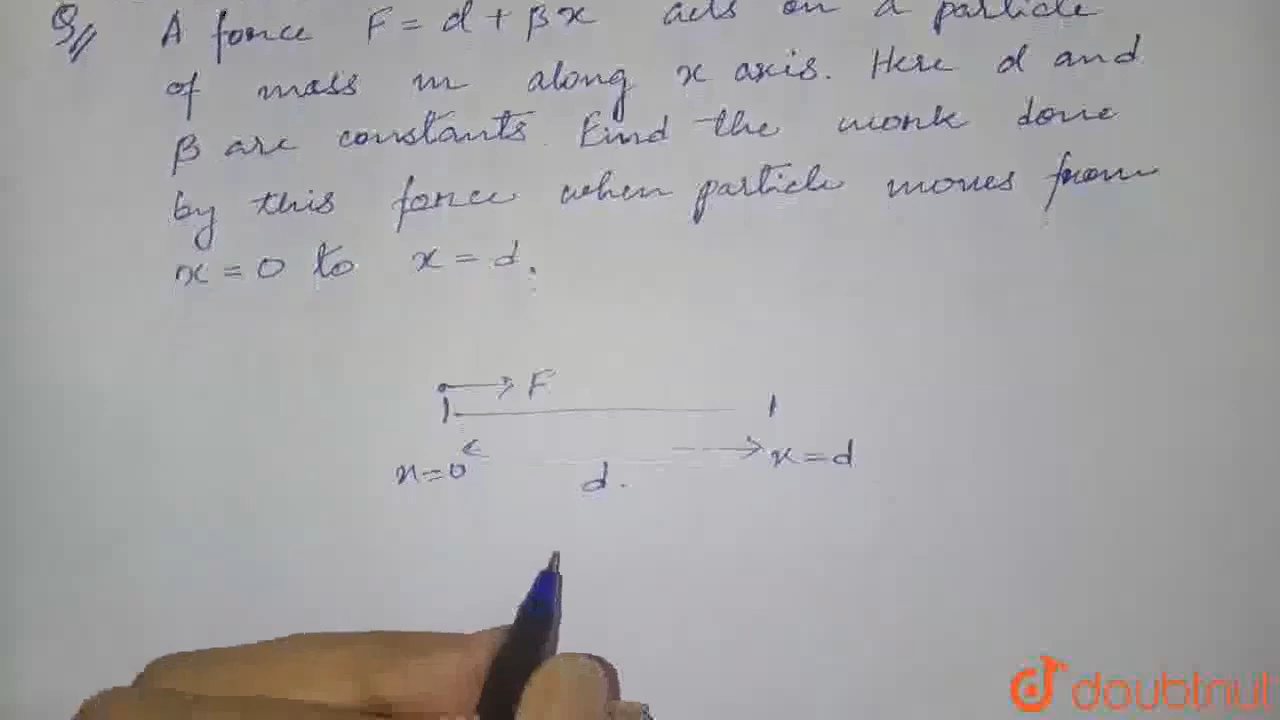 Q// A force F = α + βx acts on a particle
of mass m along x axis. Here α and
β are constants. Find the work done
by this force when particle moves from
x = 0 to x = d.
F
x=0
x=d
d.
doubtnut